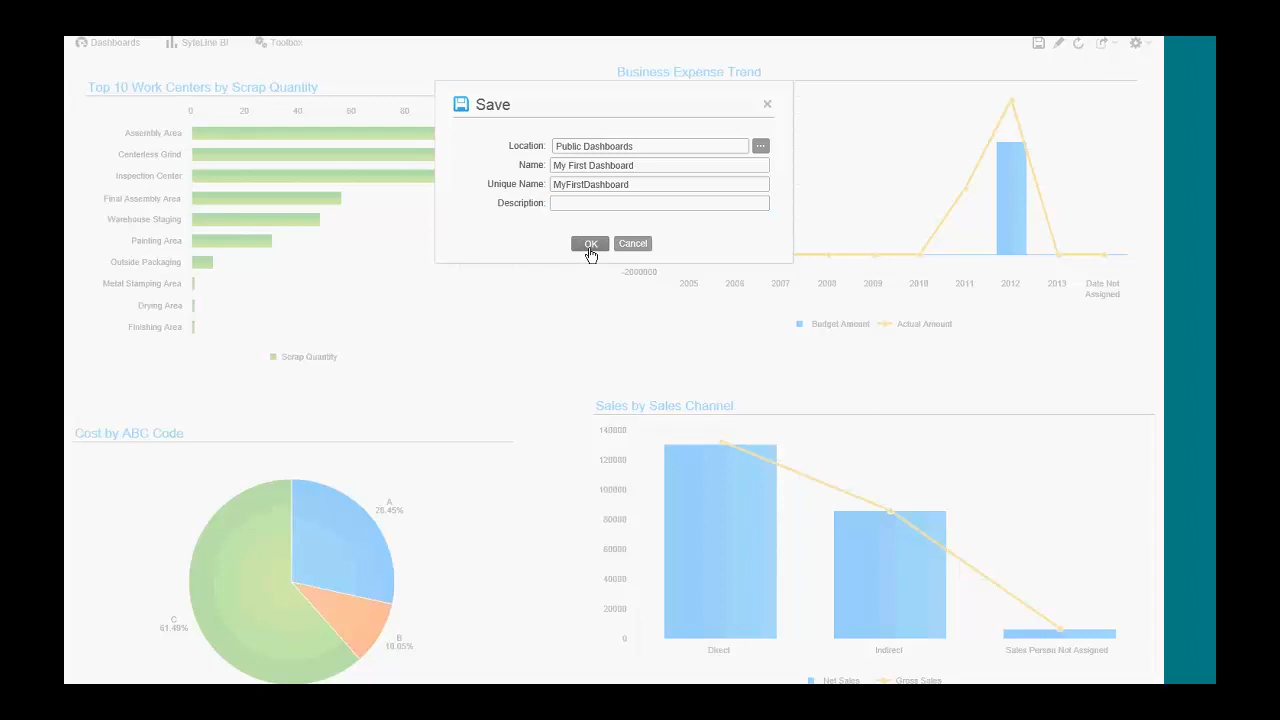 Dashboards SyteLine BI Toolbox
Business Expense Trend
Top 10 Work Centers by Scrap Quantity
Save
0 20 40 60 80
Assembly Area
Centerless Grind
Inspection Center
Final Assembly Area
Warehouse Staging
Painting Area
Outside Packaging
Metal Stamping Area
Drying Area
Finishing Area
Scrap Quantity
Location: Public Dashboards ...
Name: My First Dashboard
Unique Name: MyFirstDashboard
Description:
OK Cancel
-2000000
2005 2006 2007 2008 2009 2010 2011 2012 2013 Date Not
Assigned
Budget Amount Actual Amount
Cost by ABC Code
A
28.45%
B
10.05%
C
61.49%
Sales by Sales Channel
140000
120000
100000
80000
60000
40000
20000
0
Direct Indirect Sales Person Not Assigned
Net Sales Gross Sales